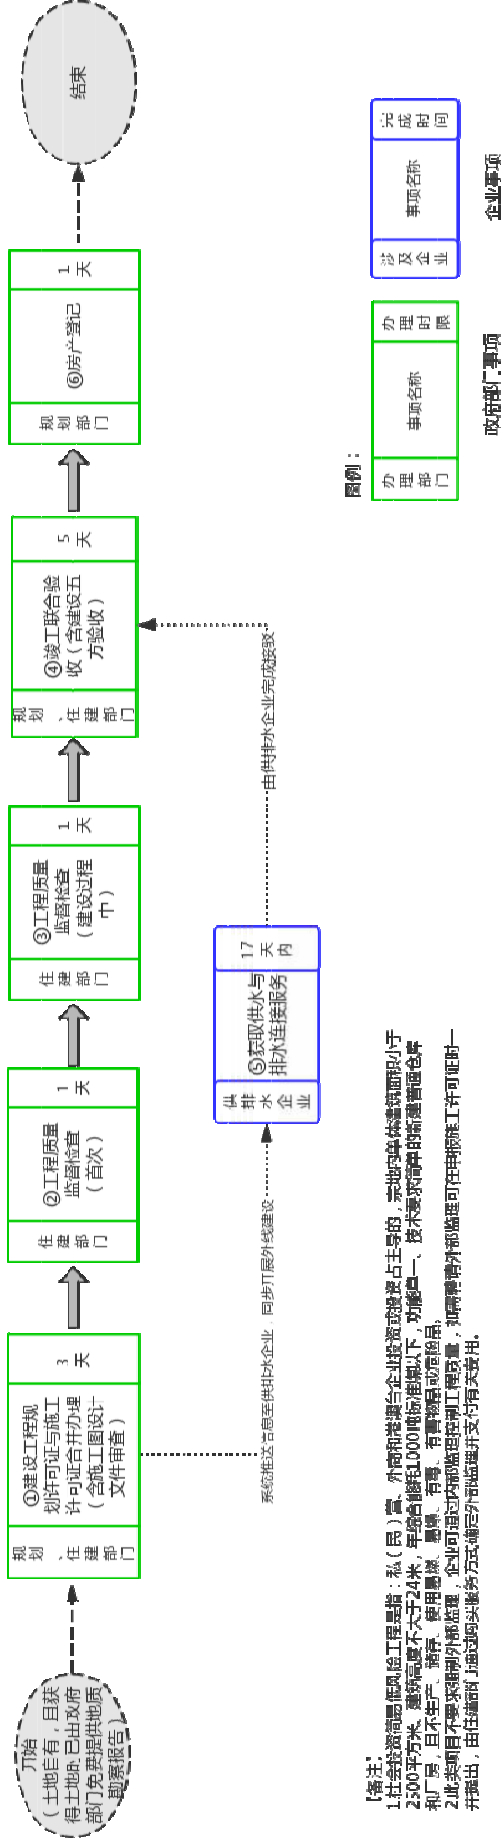 开始
（土地自有，且获
得土地时已由政府
部门免费提供地质
勘察报告）
规划、住建部门
①建设工程规
划许可证与施工
许可证合并办理
（含施工图设计
文件审查）
3天
住建部门
②工程质量
监督检查
（首次）
1天
住建部门
③工程质量
监督检查
（建设过程
中）
1天
规划、住建部门
④竣工联合验
收（含建设五
方验收）
5天
规划部门
⑥房产登记
1天
结束
系统推送信息至供排水企业，同步开展外线建设
供排水企业
⑤获取供水与
排水连接服务
17天内
由供排水企业完成接驳
图例：
办理部门
事项名称
办理时限
政府部门事项
涉及企业
事项名称
完成时间
企业事项
【备注】
1.社会投资简易低风险工程是指：私（民）营、外商和港澳台企业投资或投资占主导的，宗地内单体建筑面积小于
2500平方米、建筑高度不大于24米，年综合能耗1000吨标准煤以下，功能单一、技术要求简单的新建普通仓库
和厂房，且不生产、储存、使用易燃、易爆、有毒、有害物品或危险品。
2.此类项目不要求强制外部监理，企业可通过内部监理控制工程质量，如需聘请外部监理可在申报施工许可证时一
并提出，由住建部门通过购买服务方式确定外部监理并支付有关费用。